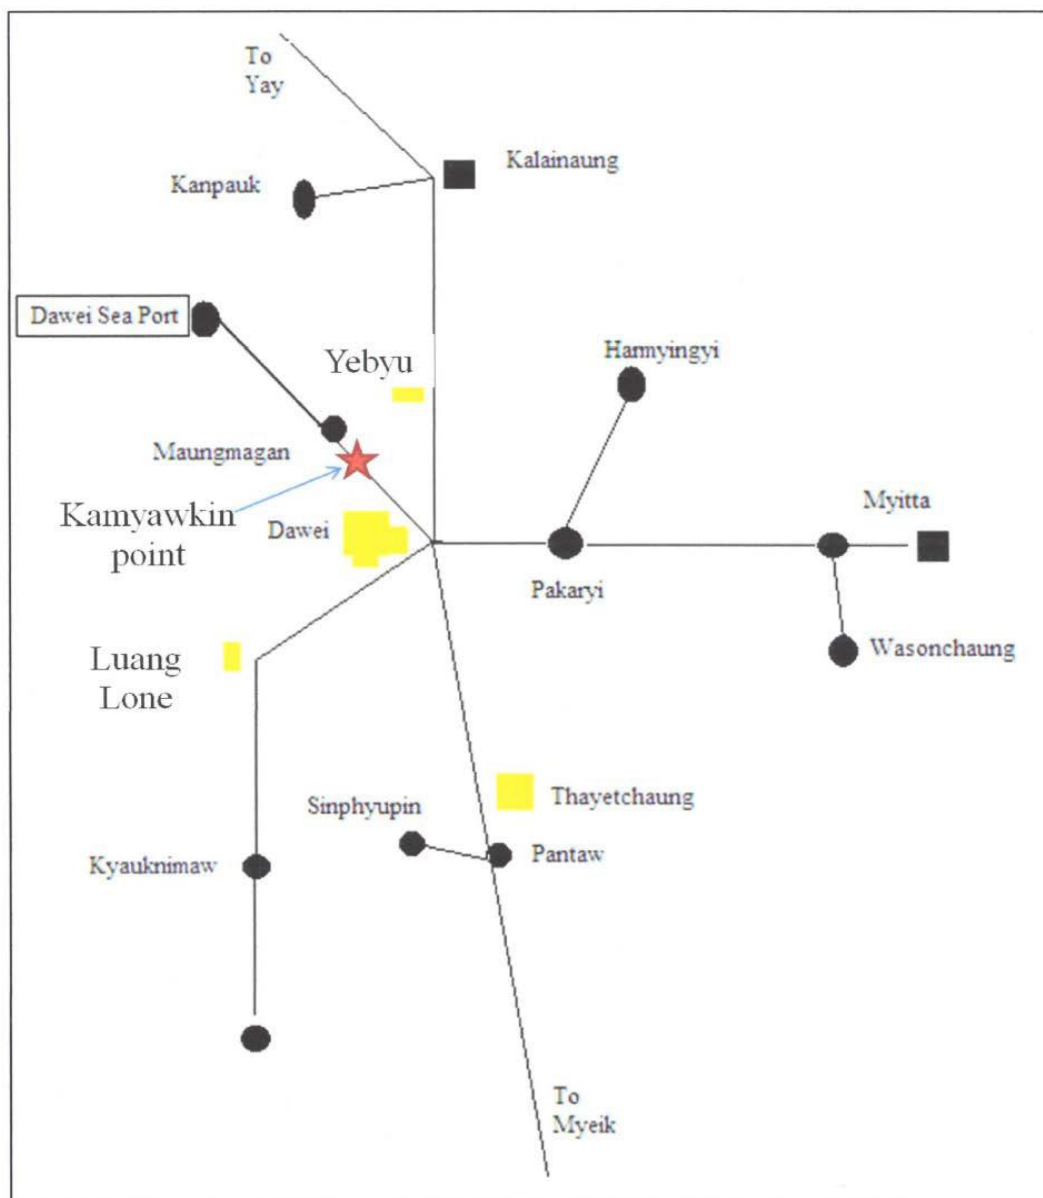 To
Yay
Kalainaung
Kanpauk
Dawei Sea Port
Yebyu
Harmyingyi
Maungmagan
Kamyawkin
point
Dawei
Myitta
Pakaryi
Luang
Lone
Wasonchaung
Thayetchaung
Sinphyupin
Pantaw
Kyauknimaw
To
Myeik